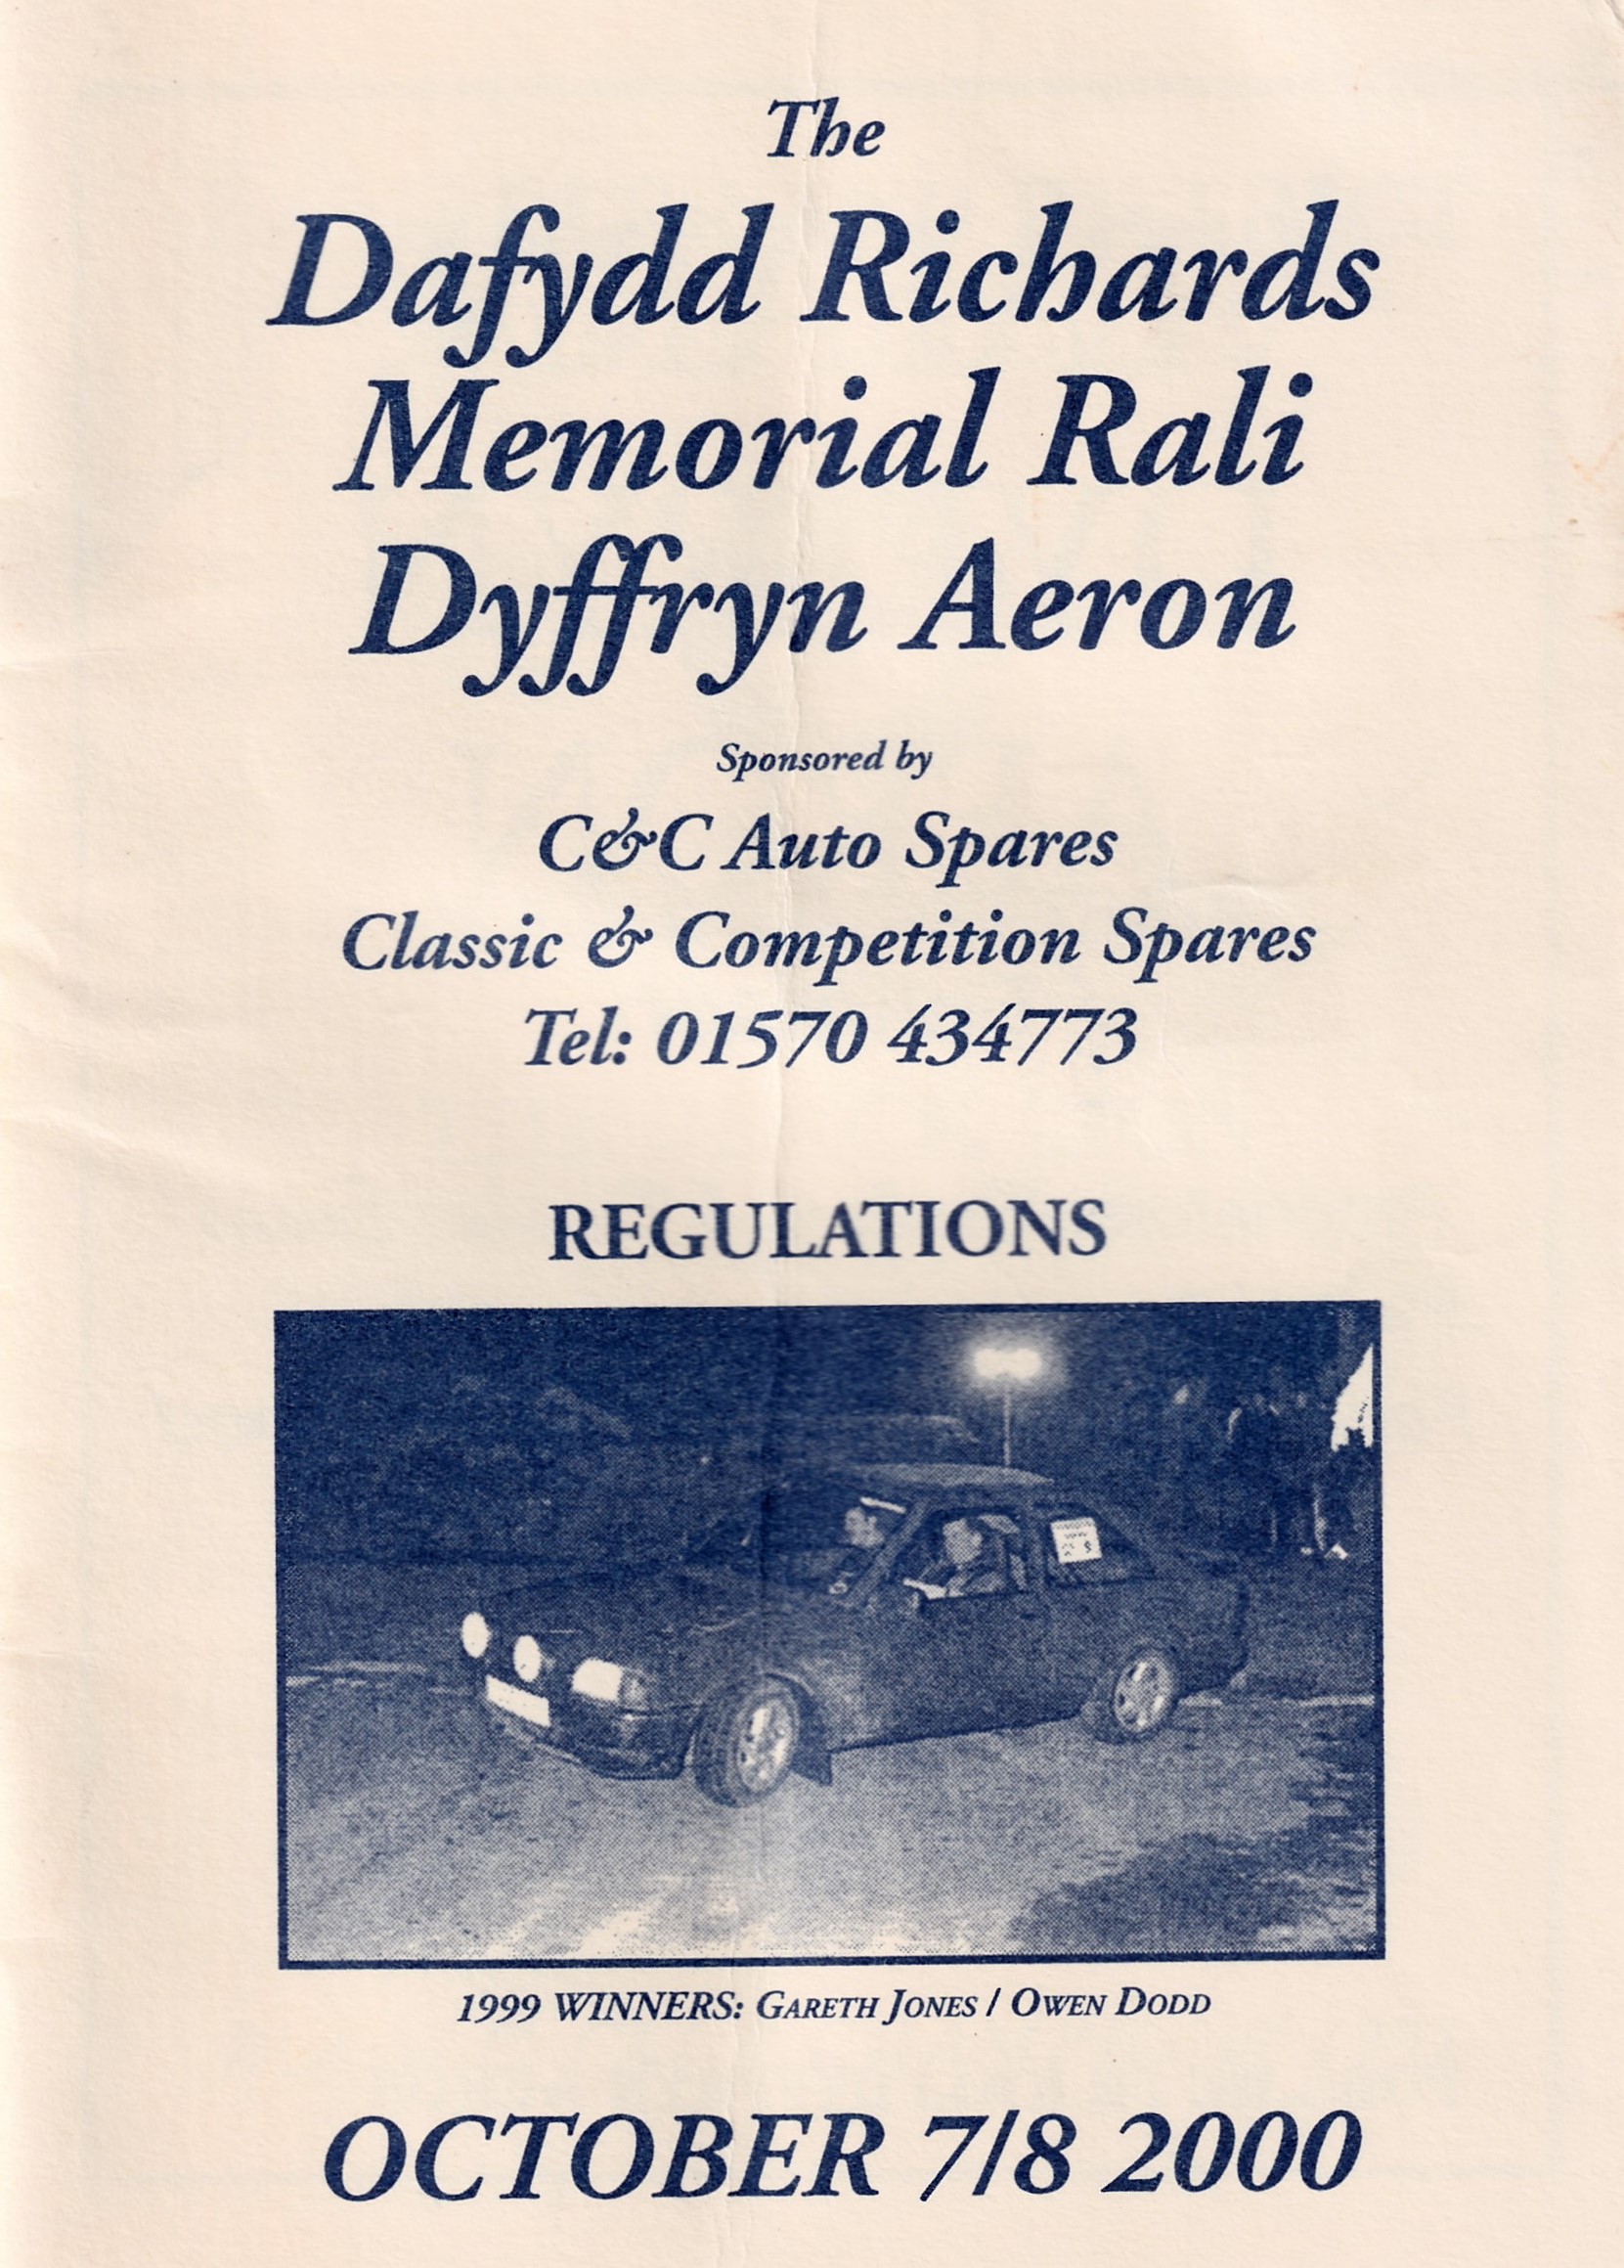 The
Dafydd Richards
Memorial Rali
Dyffryn Aeron
Sponsored by
C&C Auto Spares
Classic & Competition Spares
Tel: 01570 434773
REGULATIONS
1999 WINNERS: GARETH JONES / OWEN DODD
OCTOBER 7/8 2000